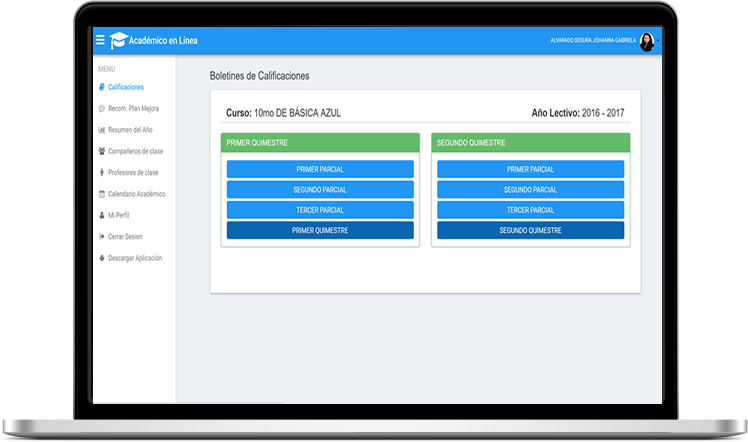 Académico en Línea
ALVARADO SEGURA JOHANNA GABRIELA
MENU
Calificaciones
Recom. Plan Mejora
Resumen del Año
Compañeros de clase
Profesores de clase
Calendario Académico
Mi Perfil
Cerrar Sesion
Descargar Aplicación
Boletines de Calificaciones
Curso: 10mo DE BÁSICA AZUL
Año Lectivo: 2016 - 2017
PRIMER QUIMESTRE
PRIMER PARCIAL
SEGUNDO PARCIAL
TERCER PARCIAL
PRIMER QUIMESTRE
SEGUNDO QUIMESTRE
PRIMER PARCIAL
SEGUNDO PARCIAL
TERCER PARCIAL
SEGUNDO QUIMESTRE